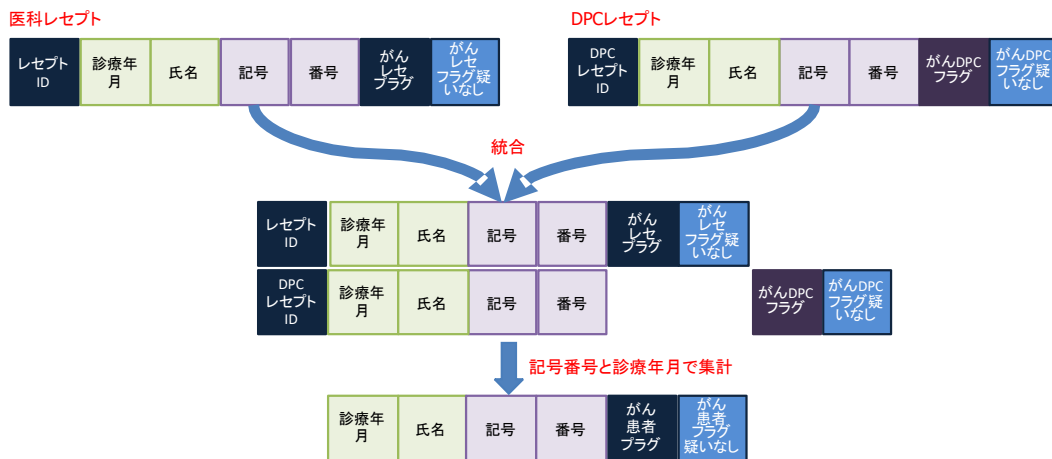 医科レセプト
DPCレセプト
レセプト
ID
診療年
月
氏名
記号
番号
がん
レセ
フラグ
がん
レセ
フラグ疑
いなし
DPC
レセプト
ID
診療年
月
氏名
記号
番号
がんDPC
フラグ
がんDPC
フラグ疑
いなし
統合
レセプト
ID
診療年
月
氏名
記号
番号
がん
レセ
フラグ
がん
レセ
フラグ疑
いなし
DPC
レセプト
ID
診療年
月
氏名
記号
番号
がんDPC
フラグ
がんDPC
フラグ疑
いなし
記号番号と診療年月で集計
診療年
月
氏名
記号
番号
がん
患者
フラグ
がん
患者
フラグ
疑いなし